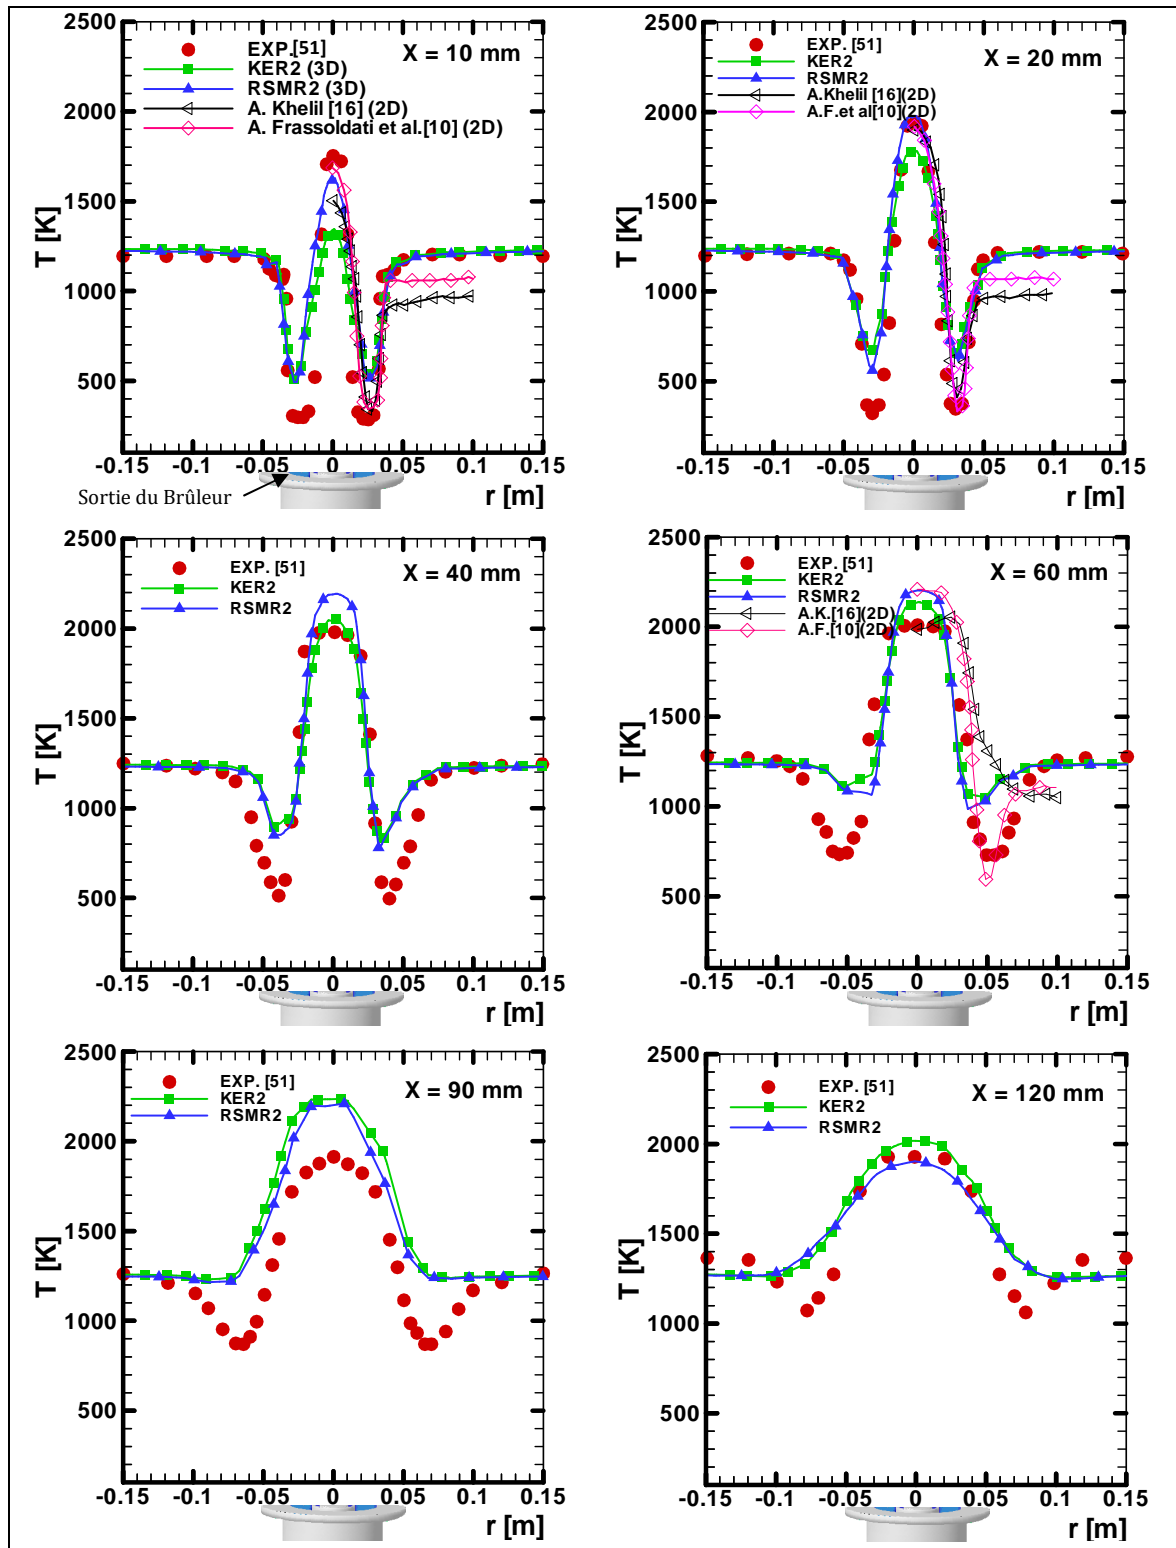 2500
2000
1500
1000
500
T [K]
EXP.[51]
KER2 (3D)
RSMR2 (3D)
A. Khelil [16] (2D)
A. Frassoldati et al.[10] (2D)
X = 10 mm
-0.15 -0.1 -0.05 0 0.05 0.1 0.15
r [m]
Sortie du Brûleur
2500
2000
1500
1000
500
T [K]
EXP. [51]
KER2
RSMR2
A.Khelil [16](2D)
A.F.et al[10](2D)
X = 20 mm
-0.15 -0.1 -0.05 0 0.05 0.1 0.15
r [m]
2500
2000
1500
1000
500
T [K]
EXP. [51]
KER2
RSMR2
X = 40 mm
-0.15 -0.1 -0.05 0 0.05 0.1 0.15
r [m]
2500
2000
1500
1000
500
T [K]
EXP. [51]
KER2
RSMR2
A.K.[16](2D)
A.F.[10](2D)
X = 60 mm
-0.15 -0.1 -0.05 0 0.05 0.1 0.15
r [m]
2500
2000
1500
1000
500
T [K]
EXP. [51]
KER2
RSMR2
X = 90 mm
-0.15 -0.1 -0.05 0 0.05 0.1 0.15
r [m]
2500
2000
1500
1000
500
T [K]
EXP. [51]
KER2
RSMR2
X = 120 mm
-0.15 -0.1 -0.05 0 0.05 0.1 0.15
r [m]